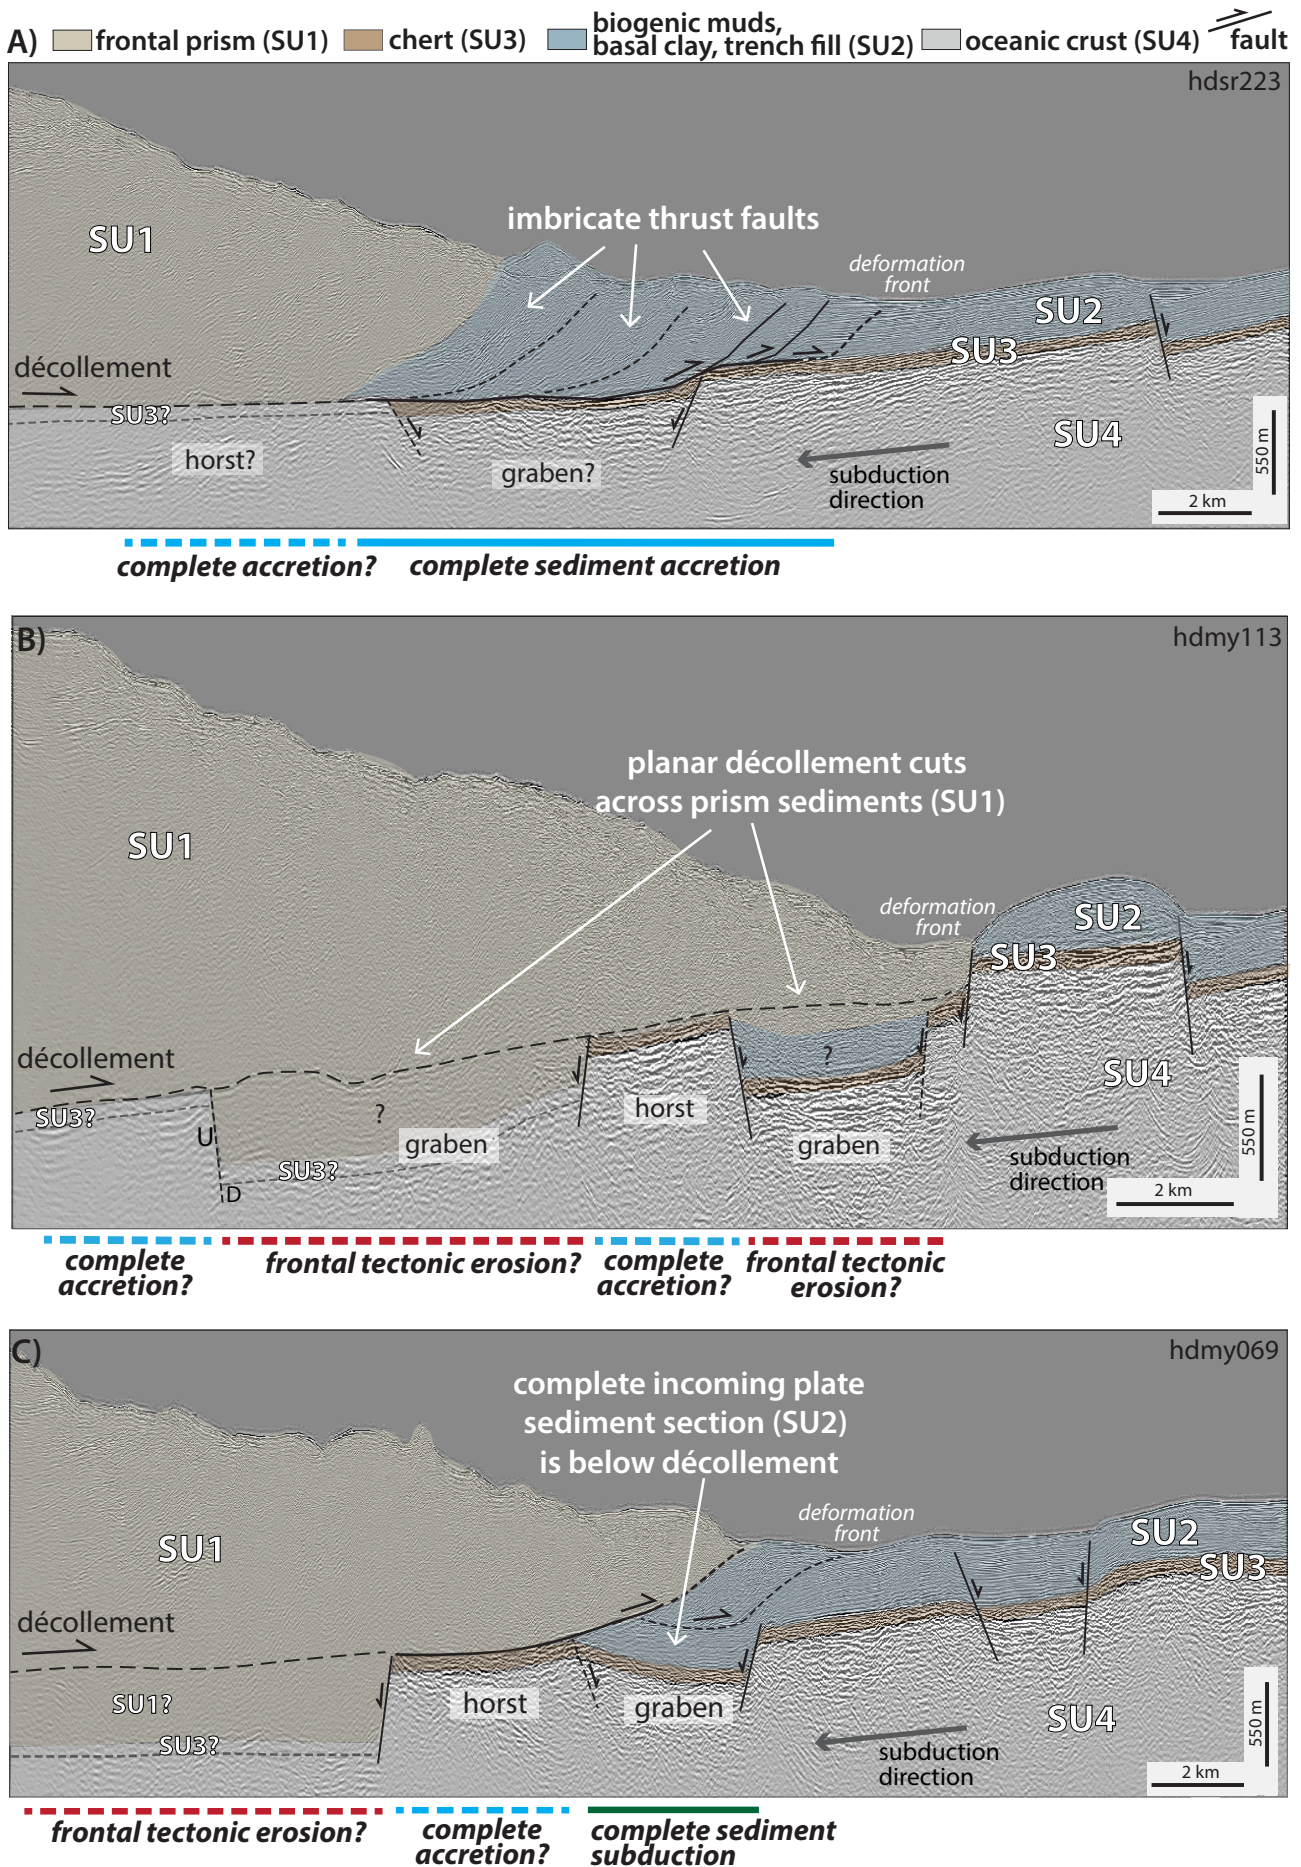 A)
frontal prism (SU1)
chert (SU3)
biogenic muds,
basal clay, trench fill (SU2)
oceanic crust (SU4)
fault
hdsr223
SU1
imbricate thrust faults
deformation
front
SU2
SU3
décollement
SU3?
horst?
graben?
SU4
subduction
direction
550 m
2 km
complete accretion?
complete sediment accretion
B)
hdmy113
planar décollement cuts
across prism sediments (SU1)
SU1
deformation
front
SU2
SU3
décollement
SU3?
U
D
?
graben
SU3?
horst
?
graben
SU4
subduction
direction
550 m
2 km
complete
accretion?
frontal tectonic erosion?
complete
accretion?
frontal tectonic
erosion?
C)
hdmy069
complete incoming plate
sediment section (SU2)
is below décollement
deformation
front
SU2
SU3
SU1
décollement
SU1?
SU3?
horst
graben
SU4
subduction
direction
550 m
2 km
frontal tectonic erosion?
complete
accretion?
complete sediment
subduction